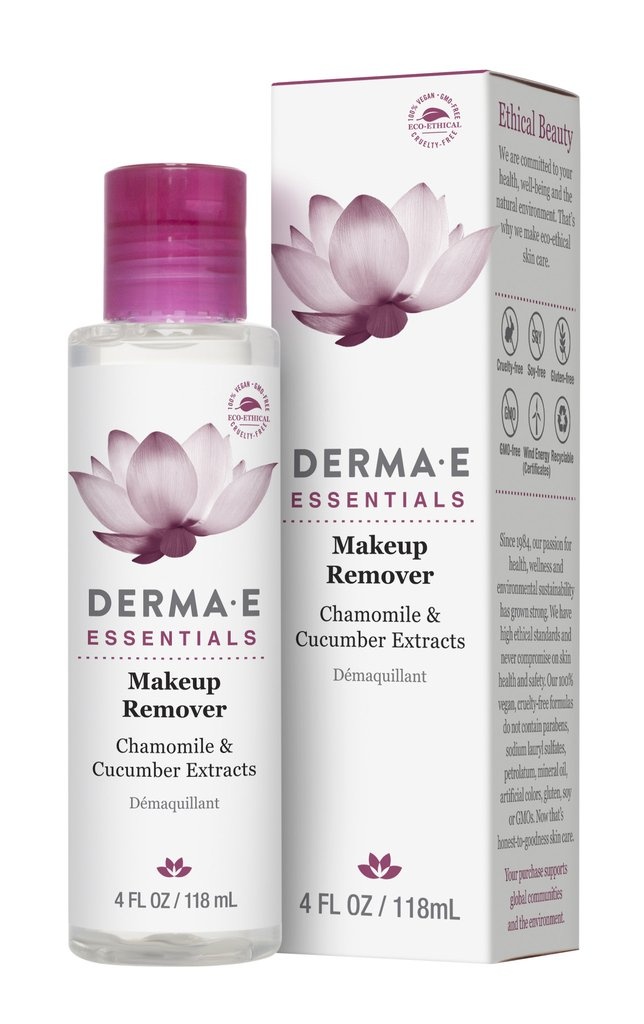 100% VEGAN • GMO-FREE
ECO-ETHICAL
CRUELTY-FREE
DERMA·E
ESSENTIALS
Makeup
Remover
Chamomile &
Cucumber Extracts
Démaquillant
4 FL OZ / 118 mL
100% VEGAN • GMO-FREE
ECO-ETHICAL
CRUELTY-FREE
DERMA·E
ESSENTIALS
Makeup
Remover
Chamomile &
Cucumber Extracts
Démaquillant
4 FL OZ / 118mL
Ethical Beauty
We are committed to your
health, well-being and the
natural environment. That's
why we make eco-ethical
skin care.
SOY
Cruelty-free Soy-free Gluten-free
GMO
GMO-free Wind Energy Recyclable
(Certificates)
Since 1984, our passion for
health, wellness and
environmental sustainability
has grown strong. We have
high ethical standards and
never compromise on skin
health and safety. Our 100%
vegan, cruelty-free formulas
do not contain parabens,
sodium lauryl sulfates,
petrolatum, mineral oil,
artificial colors, gluten, soy
or GMOs. Now that's
honest-to-goodness skin care.
Your purchase supports
global communities
and the environment.